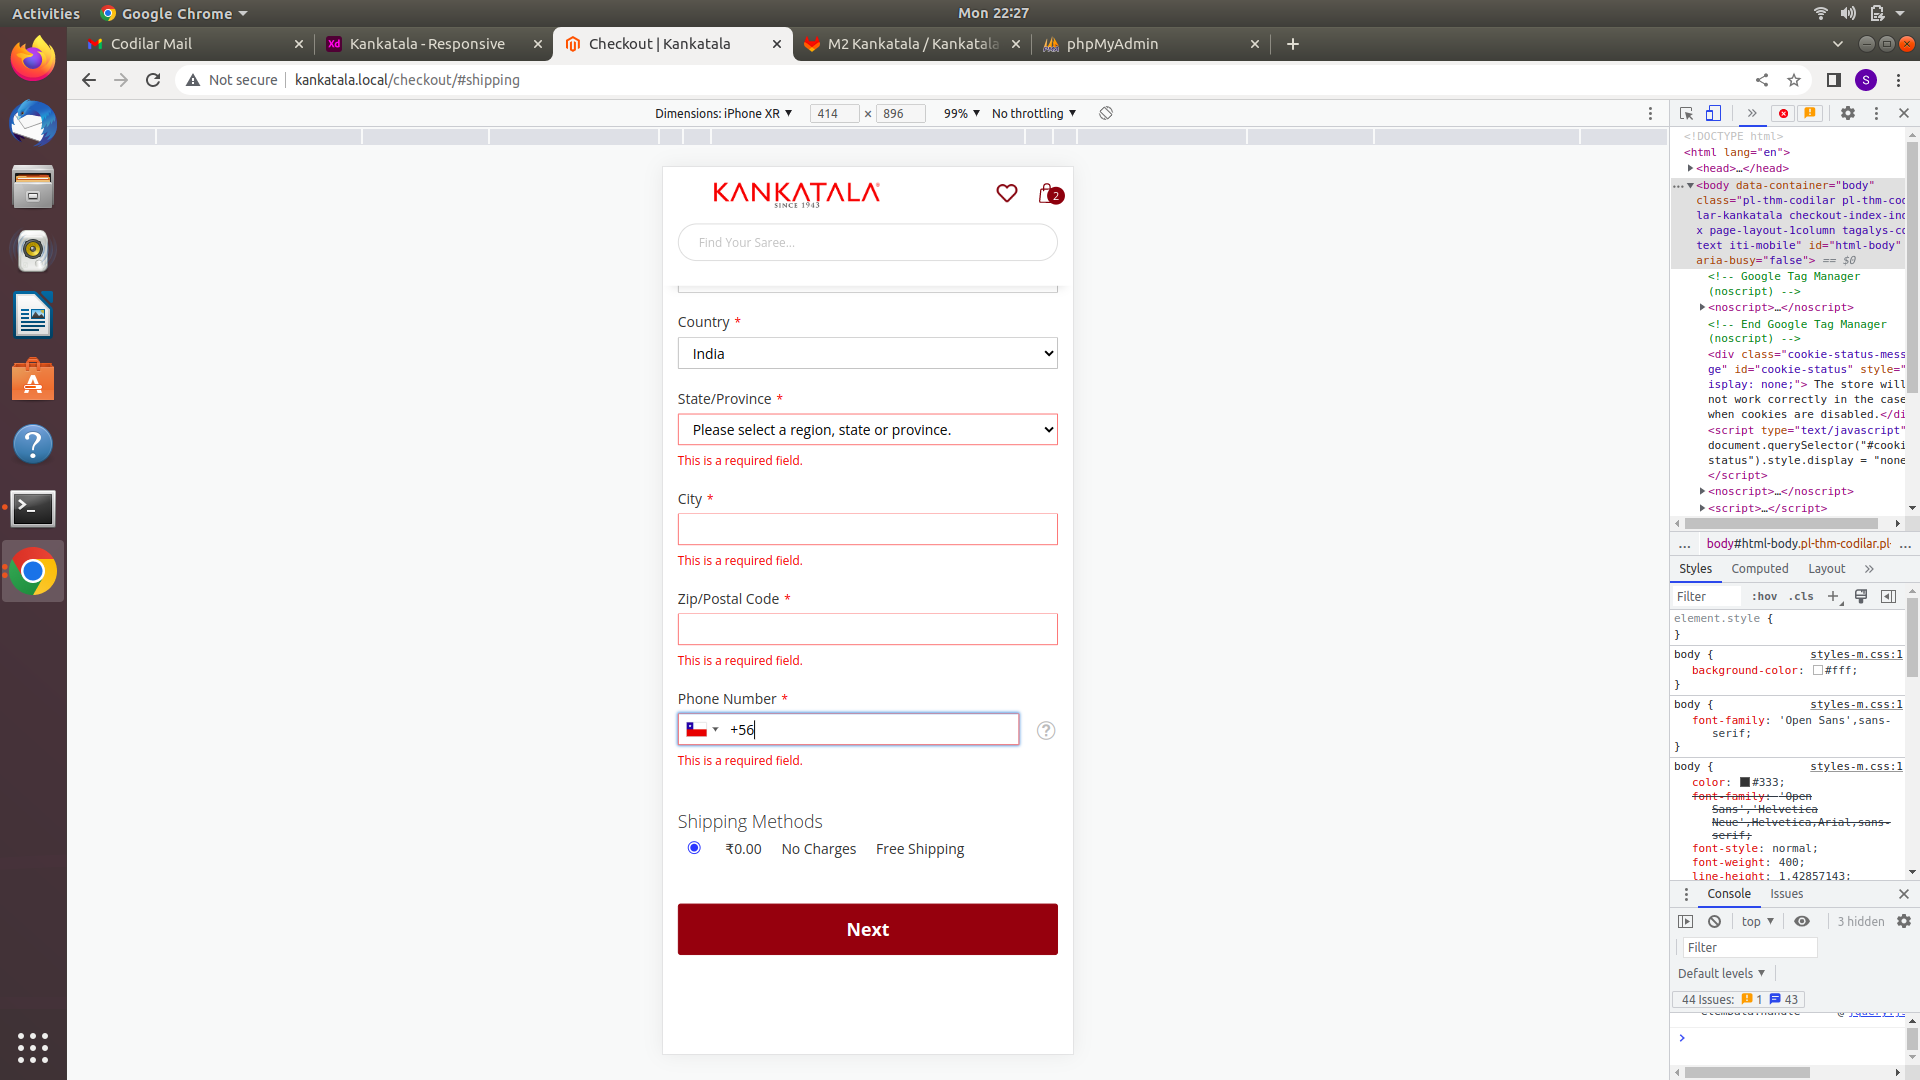 Activities
Google Chrome
Mon 22:27
Codilar Mail
Kankatala - Responsive
Checkout | Kankatala
M2 Kankatala / Kankatala
phpMyAdmin
Not secure
kankatala.local/checkout/#shipping
S
Dimensions: iPhone XR
414 × 896
99%
No throttling
KANKATALA
SINCE 1943
2
Find Your Saree...
Country *
India
State/Province *
Please select a region, state or province.
This is a required field.
City *
This is a required field.
Zip/Postal Code *
This is a required field.
Phone Number *
+56
?
This is a required field.
Shipping Methods
₹0.00 No Charges Free Shipping
Next
<!DOCTYPE html>
<html lang="en">
<head>…</head>
<body data-container="body"
class="pl-thm-codilar pl-thm-cod
lar-kankatala checkout-index-ind
x page-layout-1column tagalys-co
text iti-mobile" id="html-body"
aria-busy="false"> == $0
<!-- Google Tag Manager
(noscript) -->
<noscript>…</noscript>
<!-- End Google Tag Manager
(noscript) -->
<div class="cookie-status-mess
ge" id="cookie-status" style="
isplay: none;"> The store will
not work correctly in the case
when cookies are disabled.</di
<script type="text/javascript"
document.querySelector("#cooki
status").style.display = "none
</script>
<noscript>…</noscript>
<script>…</script>
... body#html-body.pl-thm-codilar.pl- ...
Styles Computed Layout
Filter :hov .cls
element.style {
}
body { styles-m.css:1
background-color: #fff;
}
body { styles-m.css:1
font-family: 'Open Sans',sans-
serif;
}
body { styles-m.css:1
color: #333;
font-family: 'Open
Sans','Helvetica
Neue',Helvetica,Arial,sans-
serif;
font-style: normal;
font-weight: 400;
line-height: 1.42857143;
Console Issues
top
3 hidden
Filter
Default levels
44 Issues: 1 43